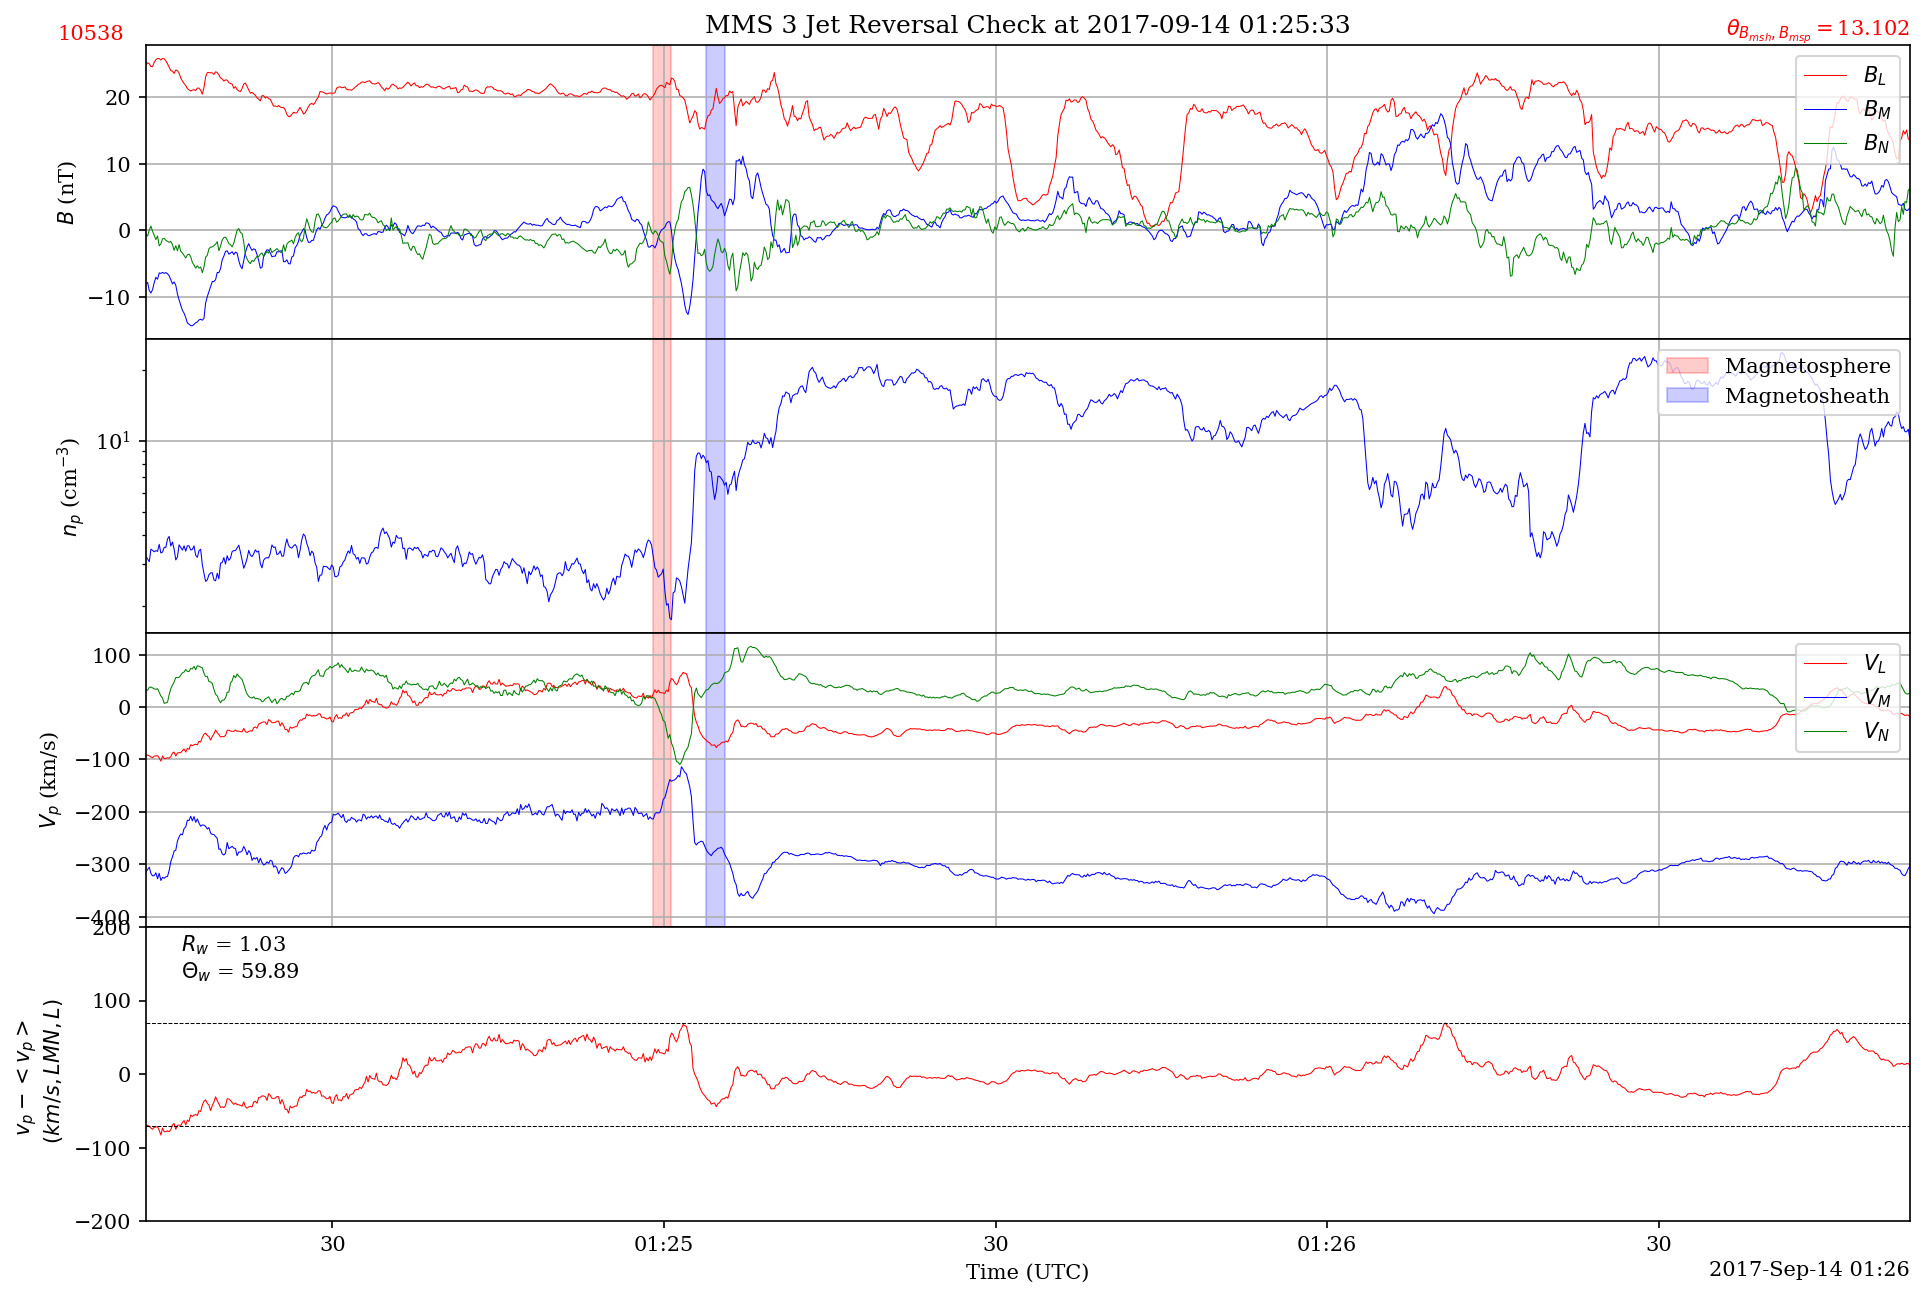 10538
MMS 3 Jet Reversal Check at 2017-09-14 01:25:33
θ_{B_{msh}, B_{msp}} = 13.102
B (nT)
20
10
0
−10
B_L
B_M
B_N
n_p (cm^{−3})
10^1
Magnetosphere
Magnetosheath
V_p (km/s)
100
0
−100
−200
−300
−400
V_L
V_M
V_N
v_p − < v_p >
(km/s, LMN, L)
200
100
0
−100
−200
R_w = 1.03
Θ_w = 59.89
30
01:25
30
01:26
30
Time (UTC)
2017-Sep-14 01:26